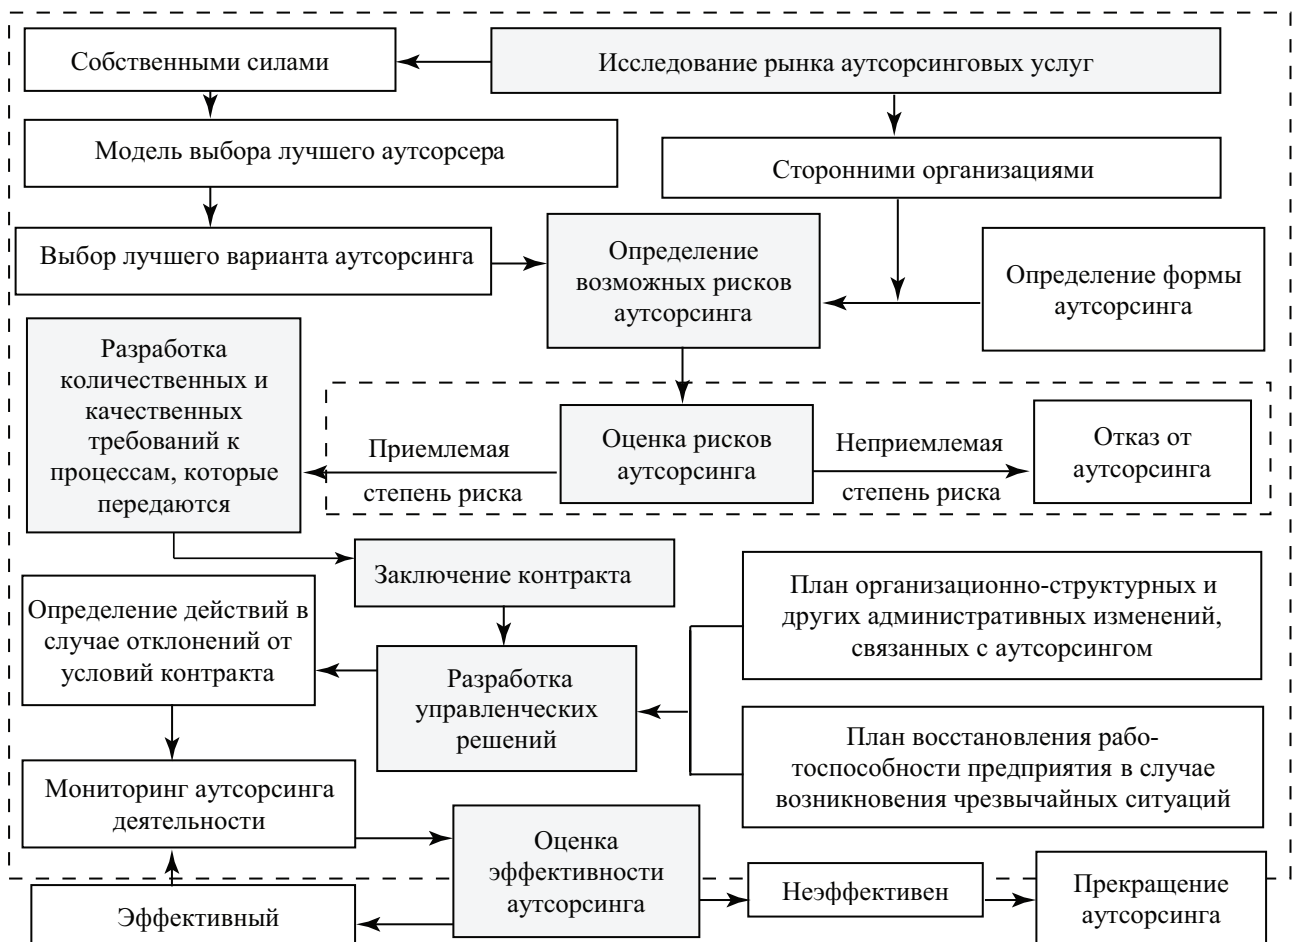 Собственными силами
Исследование рынка аутсорсинговых услуг
Модель выбора лучшего аутсорсера
Сторонними организациями
Выбор лучшего варианта аутсорсинга
Определение
возможных рисков
аутсорсинга
Определение формы
аутсорсинга
Разработка
количественных и
качественных
требований к
процессам, которые
передаются
Приемлемая
степень риска
Оценка рисков
аутсорсинга
Неприемлемая
степень риска
Отказ от
аутсорсинга
Заключение контракта
План организационно-структурных и
других административных изменений,
связанных с аутсорсингом
Определение действий в
случае отклонений от
условий контракта
Разработка
управленческих
решений
План восстановления рабо-
тоспособности предприятия в случае
возникновения чрезвычайных ситуаций
Мониторинг аутсорсинга
деятельности
Оценка
эффективности
аутсорсинга
Эффективный
Неэффективен
Прекращение
аутсорсинга